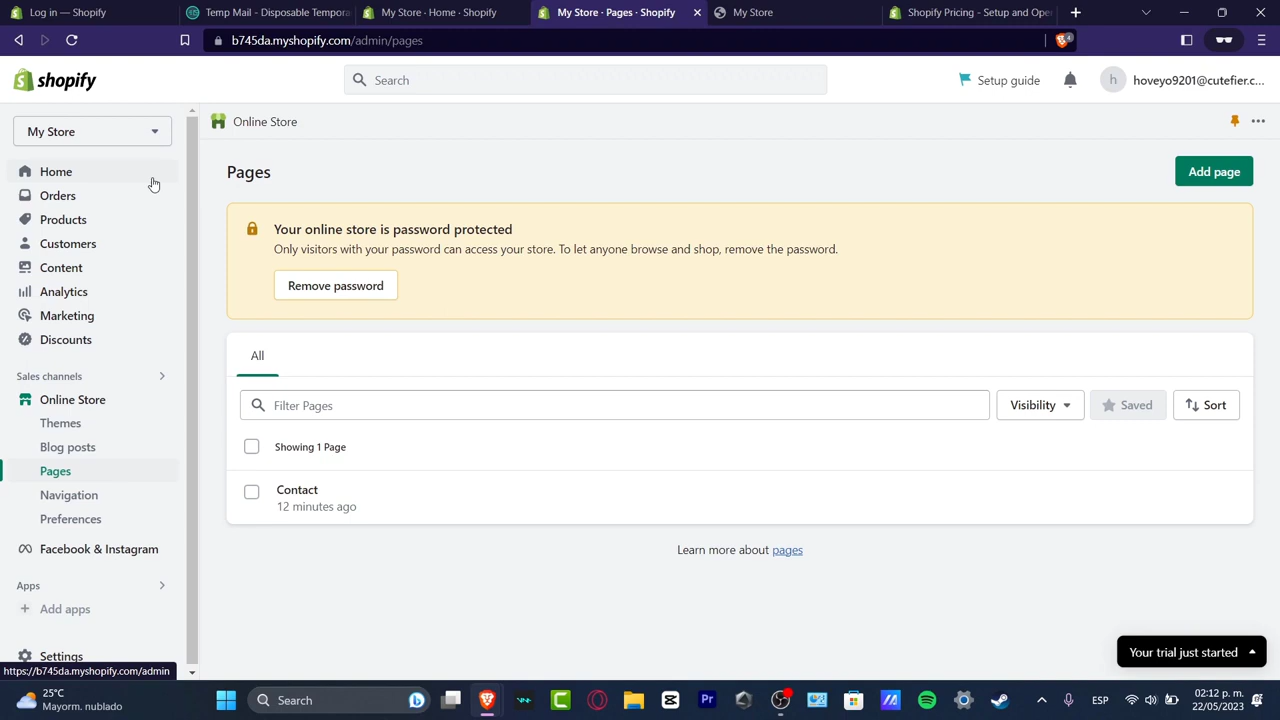 Log in — Shopify
Temp Mail - Disposable Tempora
My Store · Home · Shopify
My Store · Pages · Shopify
My Store
Shopify Pricing - Setup and Oper
b745da.myshopify.com/admin/pages
4
shopify
Search
Setup guide
h
hoveyo9201@cutefier.c...
My Store
Online Store
Home
Orders
Products
Customers
Content
Analytics
Marketing
Discounts
Sales channels
Online Store
Themes
Blog posts
Pages
Navigation
Preferences
Facebook & Instagram
Apps
Add apps
Settings
https://b745da.myshopify.com/admin
Pages
Add page
Your online store is password protected
Only visitors with your password can access your store. To let anyone browse and shop, remove the password.
Remove password
All
Filter Pages
Visibility
Saved
Sort
Showing 1 Page
Contact
12 minutes ago
Learn more about pages
Your trial just started
25°C
Mayorm. nublado
Search
Pr
ESP
02:12 p. m.
22/05/2023